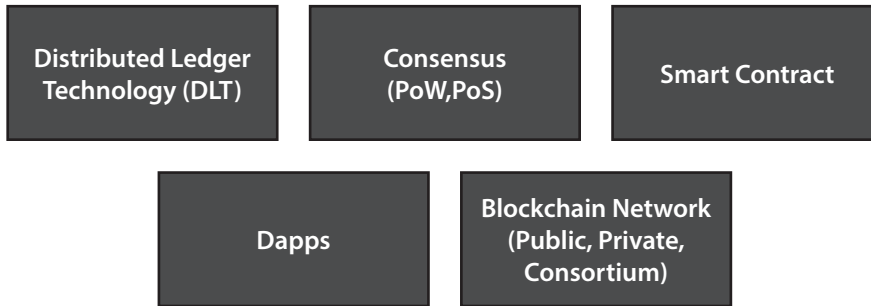 Distributed Ledger
Technology (DLT)
Consensus
(PoW,PoS)
Smart Contract
Dapps
Blockchain Network
(Public, Private,
Consortium)